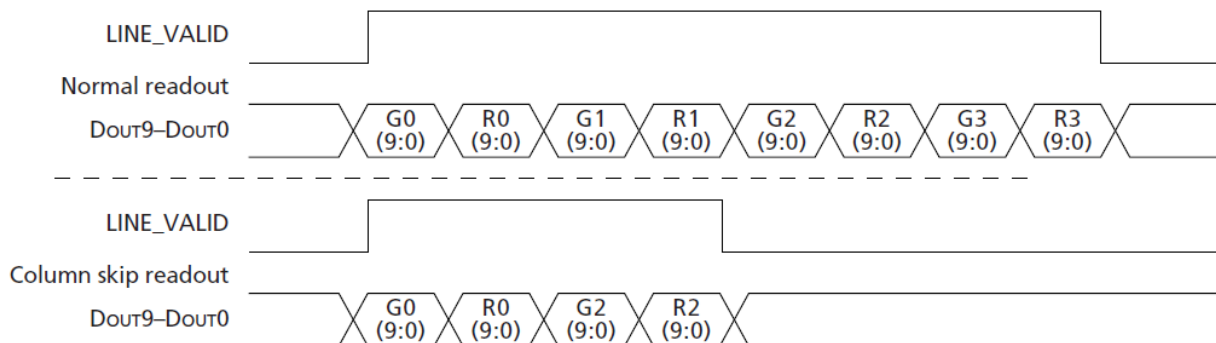 LINE_VALID
Normal readout
DOUT9–DOUT0
G0 (9:0) R0 (9:0) G1 (9:0) R1 (9:0) G2 (9:0) R2 (9:0) G3 (9:0) R3 (9:0)
LINE_VALID
Column skip readout
DOUT9–DOUT0
G0 (9:0) R0 (9:0) G2 (9:0) R2 (9:0)